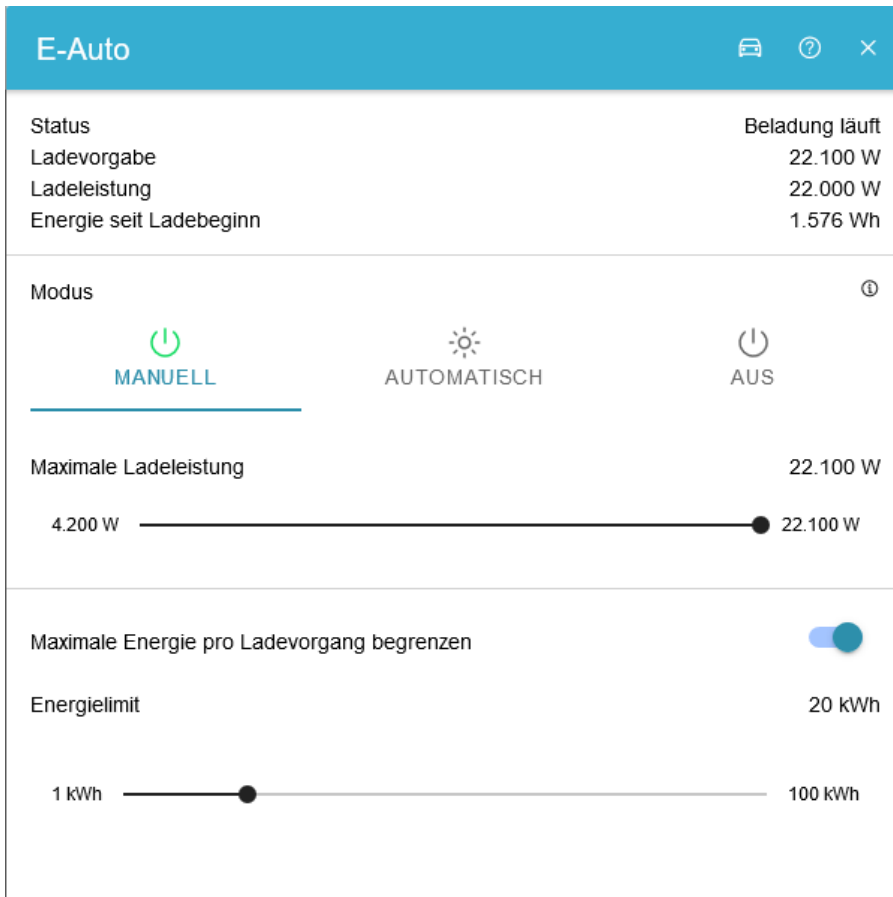 E-Auto
Status Beladung läuft
Ladevorgabe 22.100 W
Ladeleistung 22.000 W
Energie seit Ladebeginn 1.576 Wh
Modus
MANUELL AUTOMATISCH AUS
Maximale Ladeleistung 22.100 W
4.200 W 22.100 W
Maximale Energie pro Ladevorgang begrenzen
Energielimit 20 kWh
1 kWh 100 kWh